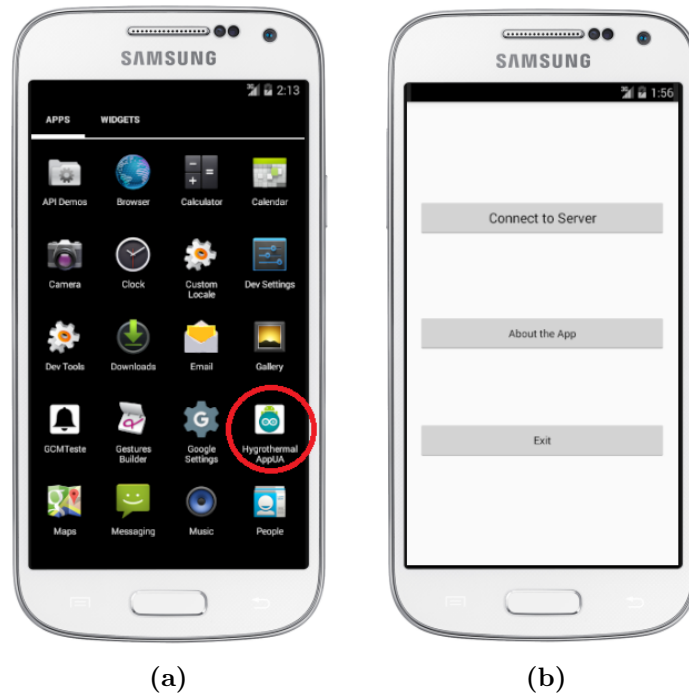 SAMSUNG
3G 2:13
APPS WIDGETS
API Demos Browser Calculator Calendar
Camera Clock Custom Locale Dev Settings
Dev Tools Downloads Email Gallery
GCMTeste Gestures Builder Google Settings Hygrothermal AppUA
Maps Messaging Music People
(a)
SAMSUNG
3G 1:56
Connect to Server
About the App
Exit
(b)